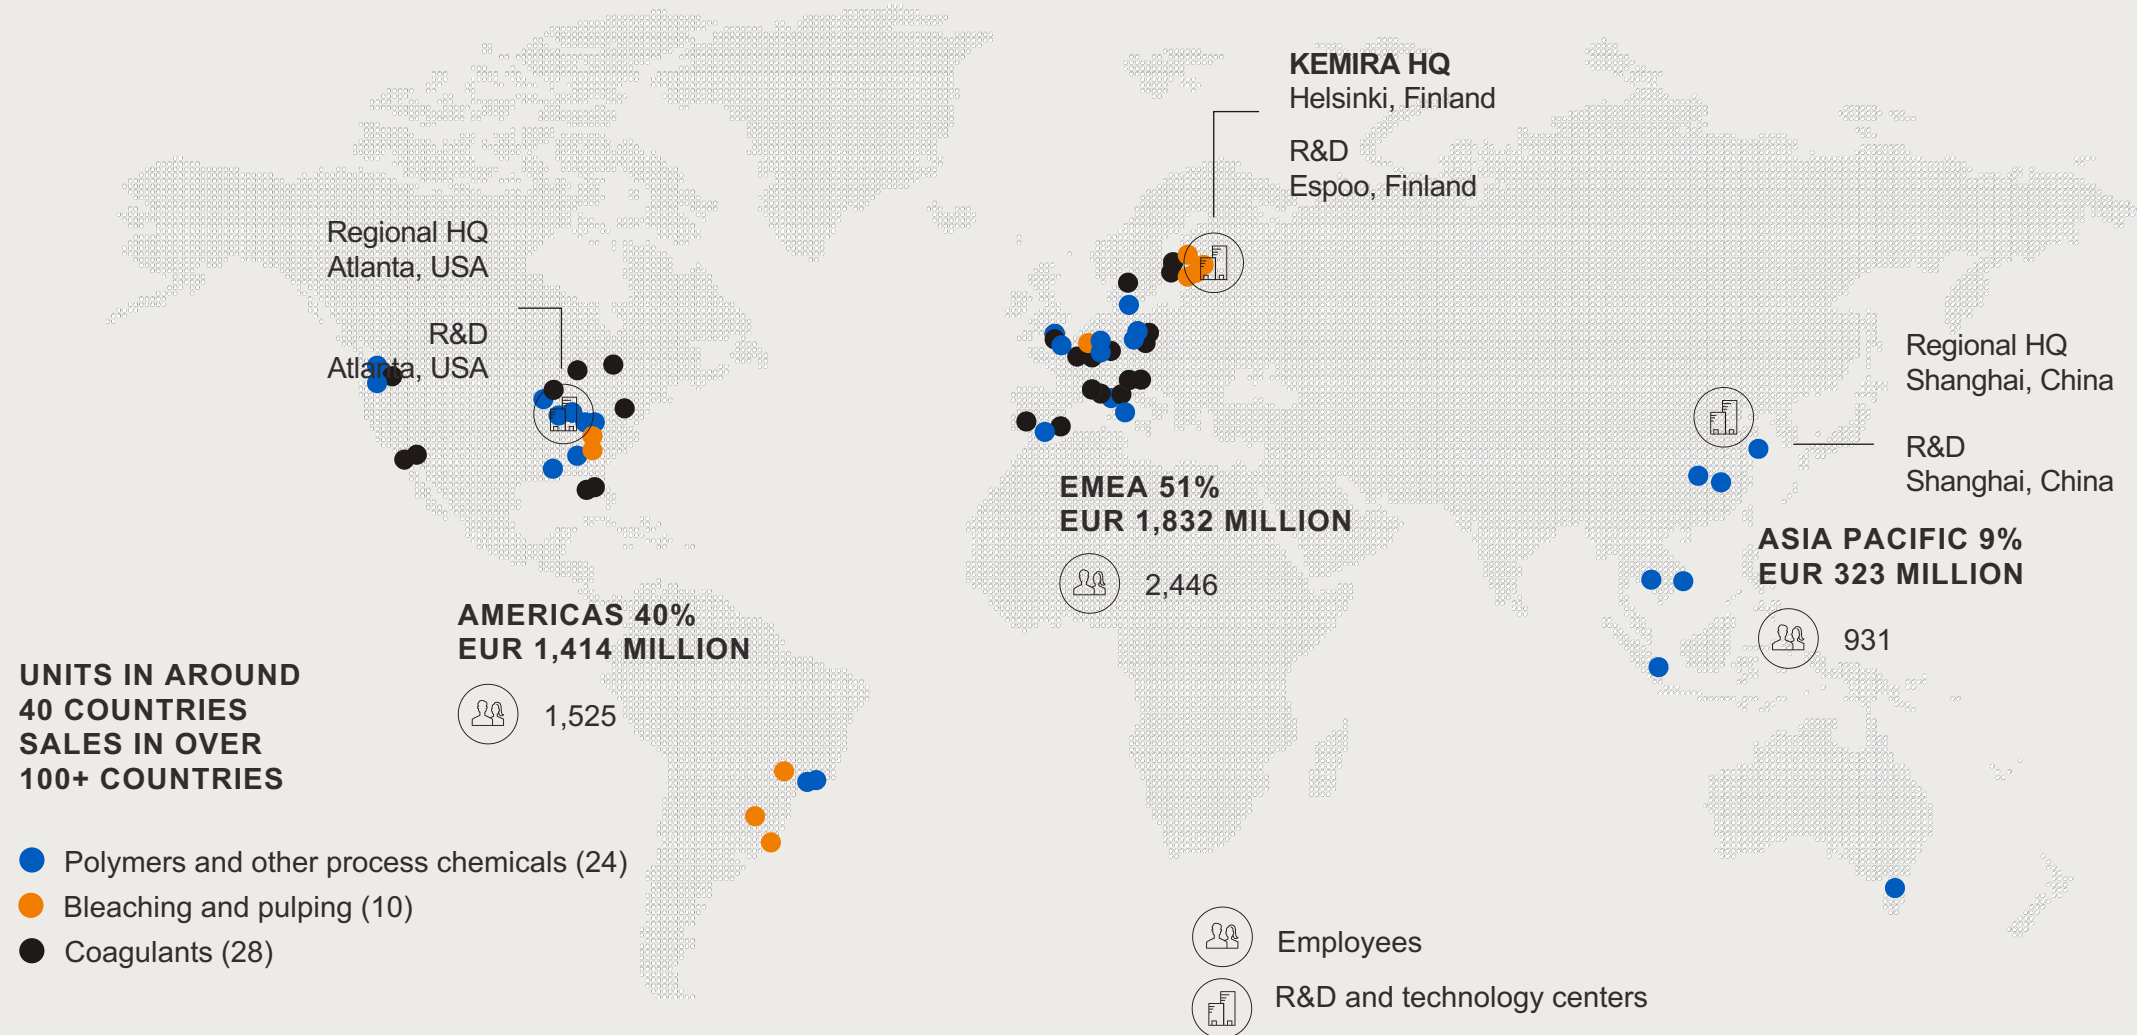 KEMIRA HQ
Helsinki, Finland
R&D
Espoo, Finland
Regional HQ
Atlanta, USA
R&D
Atlanta, USA
Regional HQ
Shanghai, China
R&D
Shanghai, China
EMEA 51%
EUR 1,832 MILLION
2,446
ASIA PACIFIC 9%
EUR 323 MILLION
931
AMERICAS 40%
EUR 1,414 MILLION
1,525
UNITS IN AROUND
40 COUNTRIES
SALES IN OVER
100+ COUNTRIES
Polymers and other process chemicals (24)
Bleaching and pulping (10)
Coagulants (28)
Employees
R&D and technology centers